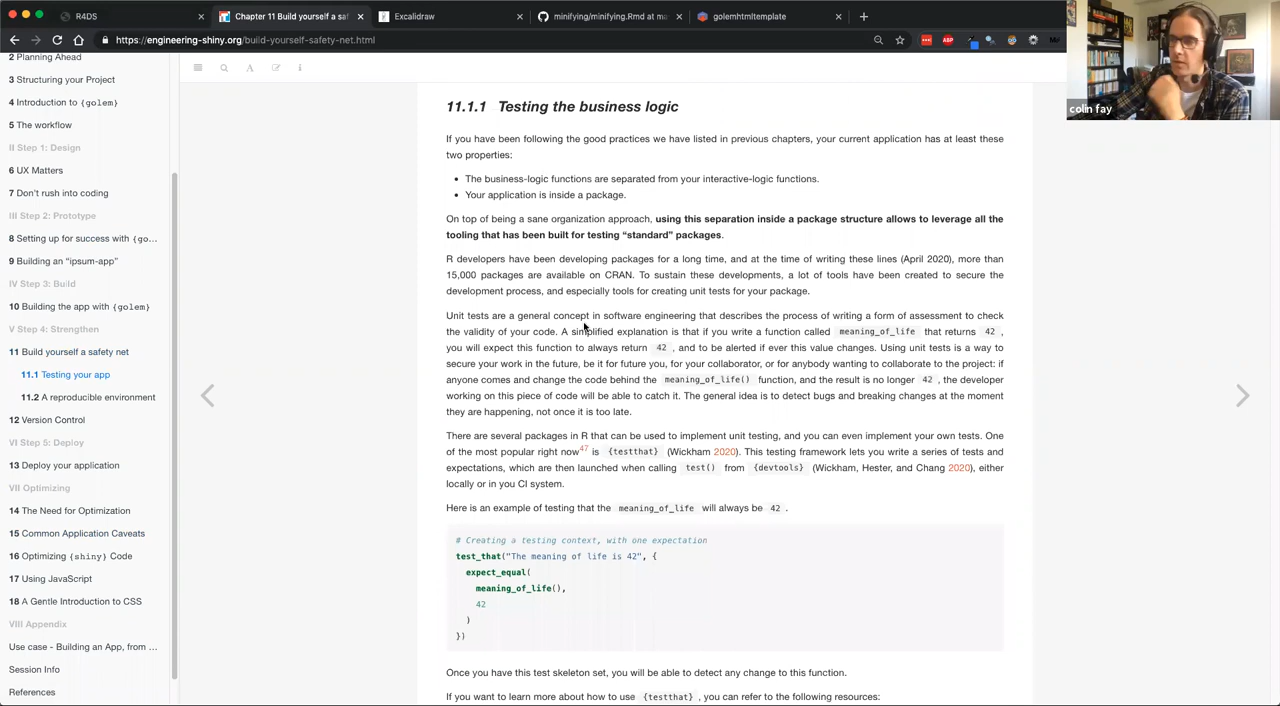 R4DS
Chapter 11 Build yourself a saf
Excalidraw
minifying/minifying.Rmd at ma
golemhtmltemplate
https://engineering-shiny.org/build-yourself-safety-net.html
ABP
colin fay
2 Planning Ahead
3 Structuring your Project
4 Introduction to {golem}
5 The workflow
II Step 1: Design
6 UX Matters
7 Don't rush into coding
III Step 2: Prototype
8 Setting up for success with {go...
9 Building an “ipsum-app”
IV Step 3: Build
10 Building the app with {golem}
V Step 4: Strengthen
11 Build yourself a safety net
11.1 Testing your app
11.2 A reproducible environment
12 Version Control
VI Step 5: Deploy
13 Deploy your application
VII Optimizing
14 The Need for Optimization
15 Common Application Caveats
16 Optimizing {shiny} Code
17 Using JavaScript
18 A Gentle Introduction to CSS
VIII Appendix
Use case - Building an App, from ...
Session Info
References
11.1.1 Testing the business logic
If you have been following the good practices we have listed in previous chapters, your current application has at least these
two properties:
• The business-logic functions are separated from your interactive-logic functions.
• Your application is inside a package.
On top of being a sane organization approach, using this separation inside a package structure allows to leverage all the
tooling that has been built for testing “standard” packages.
R developers have been developing packages for a long time, and at the time of writing these lines (April 2020), more than
15,000 packages are available on CRAN. To sustain these developments, a lot of tools have been created to secure the
development process, and especially tools for creating unit tests for your package.
Unit tests are a general concept in software engineering that describes the process of writing a form of assessment to check
the validity of your code. A simplified explanation is that if you write a function called meaning_of_life that returns 42 ,
you will expect this function to always return 42 , and to be alerted if ever this value changes. Using unit tests is a way to
secure your work in the future, be it for future you, for your collaborator, or for anybody wanting to collaborate to the project: if
anyone comes and change the code behind the meaning_of_life() function, and the result is no longer 42 , the developer
working on this piece of code will be able to catch it. The general idea is to detect bugs and breaking changes at the moment
they are happening, not once it is too late.
There are several packages in R that can be used to implement unit testing, and you can even implement your own tests. One
of the most popular right now47 is {testthat} (Wickham 2020). This testing framework lets you write a series of tests and
expectations, which are then launched when calling test() from {devtools} (Wickham, Hester, and Chang 2020), either
locally or in you CI system.
Here is an example of testing that the meaning_of_life will always be 42 .
# Creating a testing context, with one expectation
test_that("The meaning of life is 42", {
expect_equal(
meaning_of_life(),
42
)
})
Once you have this test skeleton set, you will be able to detect any change to this function.
If you want to learn more about how to use {testthat} , you can refer to the following resources: